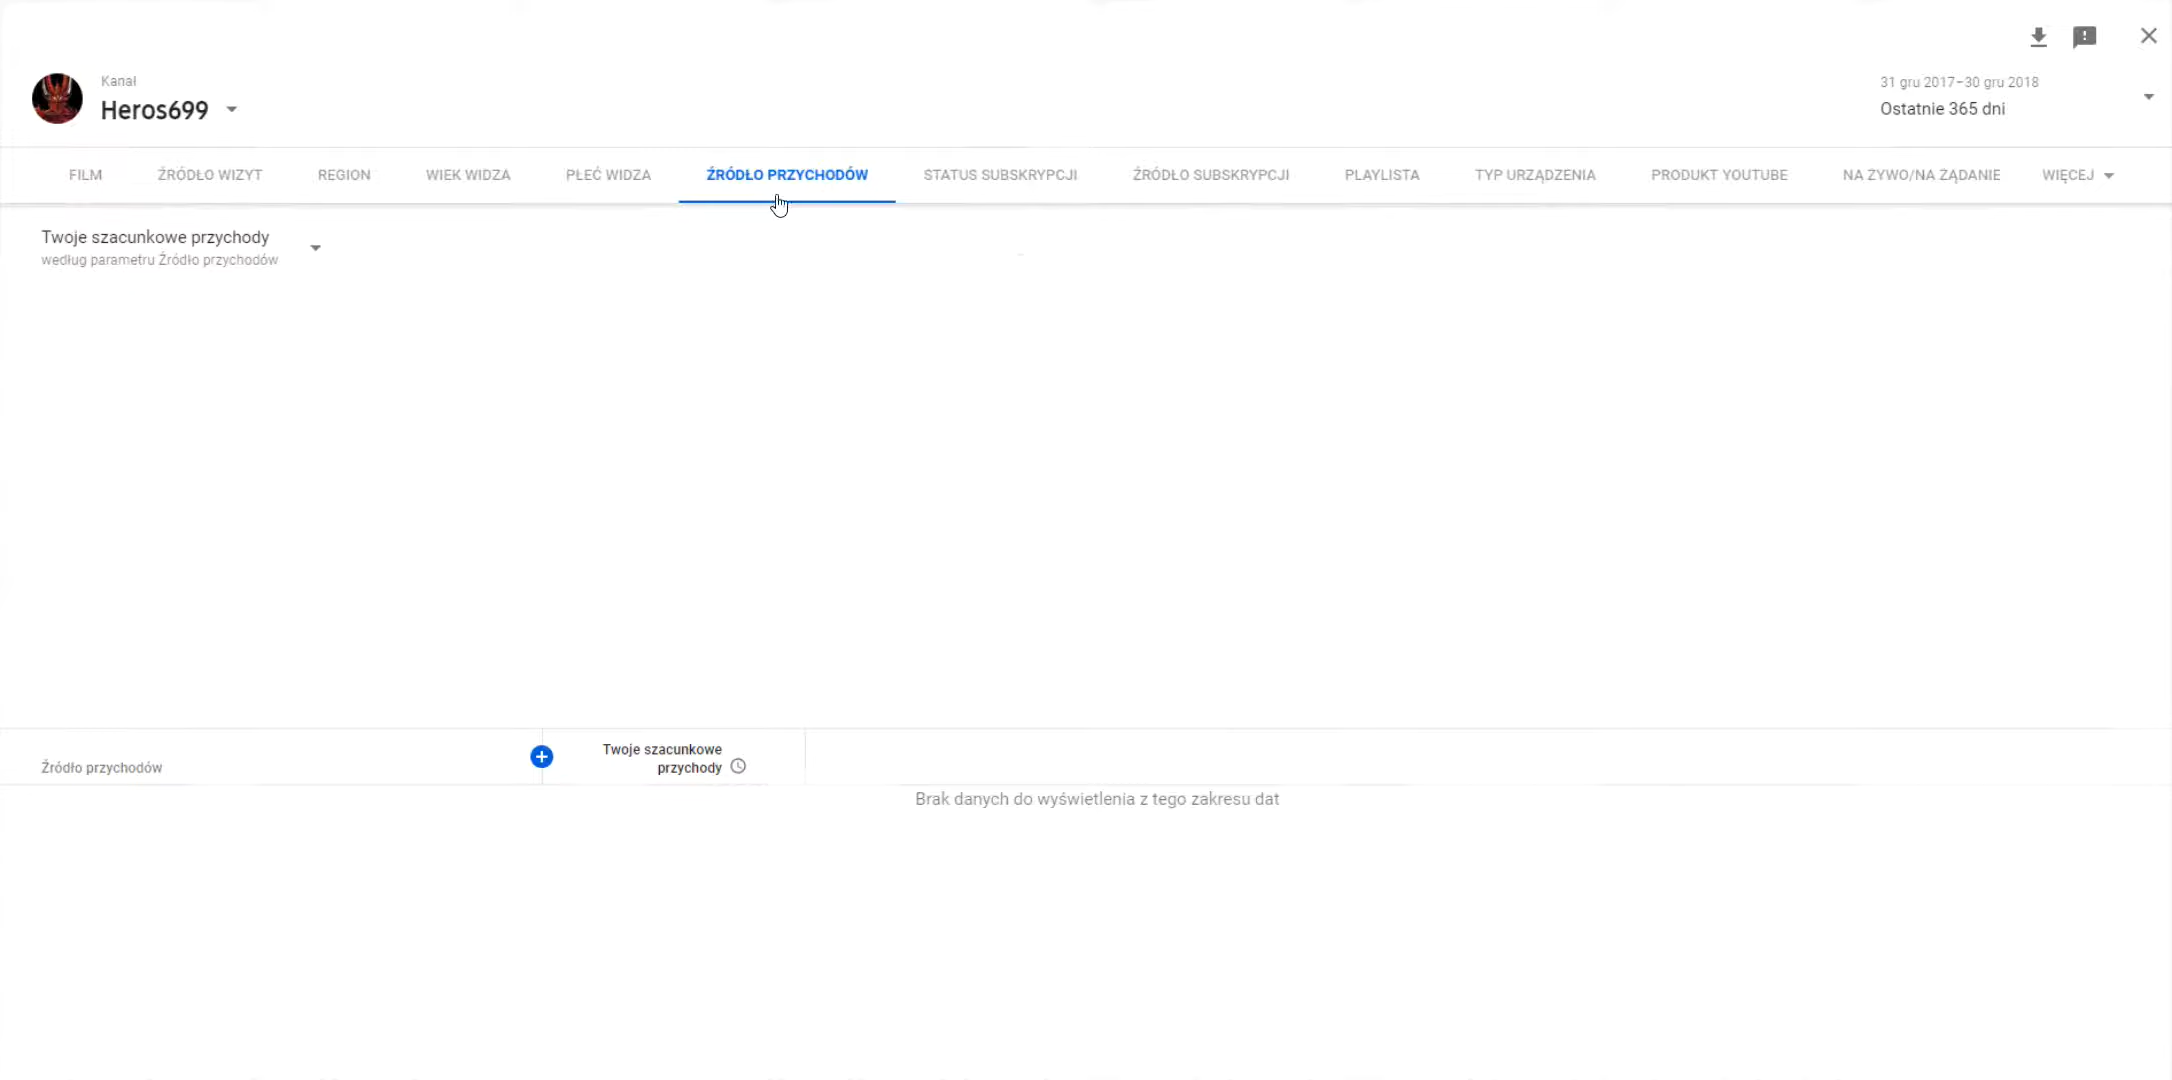 Kanał
Heros699
31 gru 2017–30 gru 2018
Ostatnie 365 dni
FILM
ŹRÓDŁO WIZYT
REGION
WIEK WIDZA
PŁEĆ WIDZA
ŹRÓDŁO PRZYCHODÓW
STATUS SUBSKRYPCJI
ŹRÓDŁO SUBSKRYPCJI
PLAYLISTA
TYP URZĄDZENIA
PRODUKT YOUTUBE
NA ŻYWO/NA ŻĄDANIE
WIĘCEJ
Twoje szacunkowe przychody
według parametru Źródło przychodów
Źródło przychodów
Twoje szacunkowe
przychody
Brak danych do wyświetlenia z tego zakresu dat